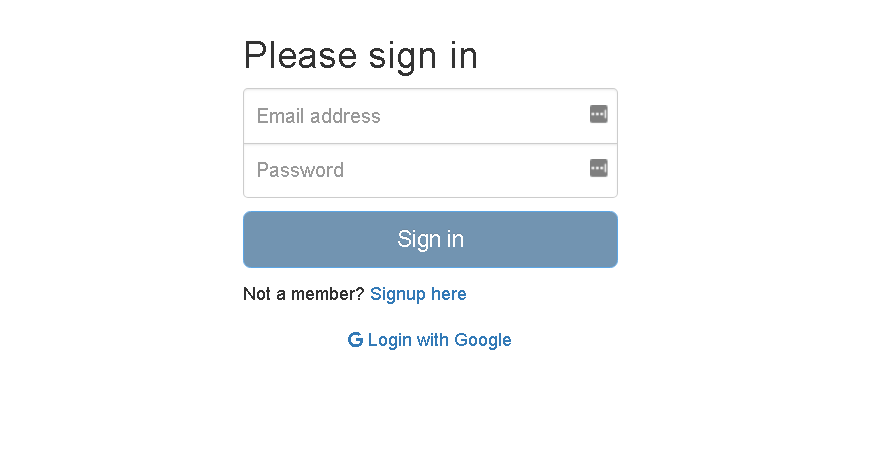 Please sign in
Email address
Password
Sign in
Not a member? Signup here
Login with Google